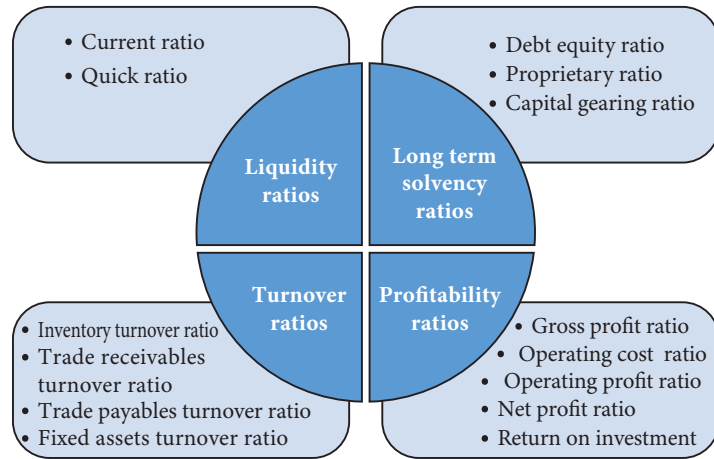 • Current ratio
• Quick ratio
Liquidity
ratios
• Debt equity ratio
• Proprietary ratio
• Capital gearing ratio
Long term
solvency
ratios
Turnover
ratios
• Inventory turnover ratio
• Trade receivables
turnover ratio
• Trade payables turnover ratio
• Fixed assets turnover ratio
Profitability
ratios
• Gross profit ratio
• Operating cost ratio
• Operating profit ratio
• Net profit ratio
• Return on investment